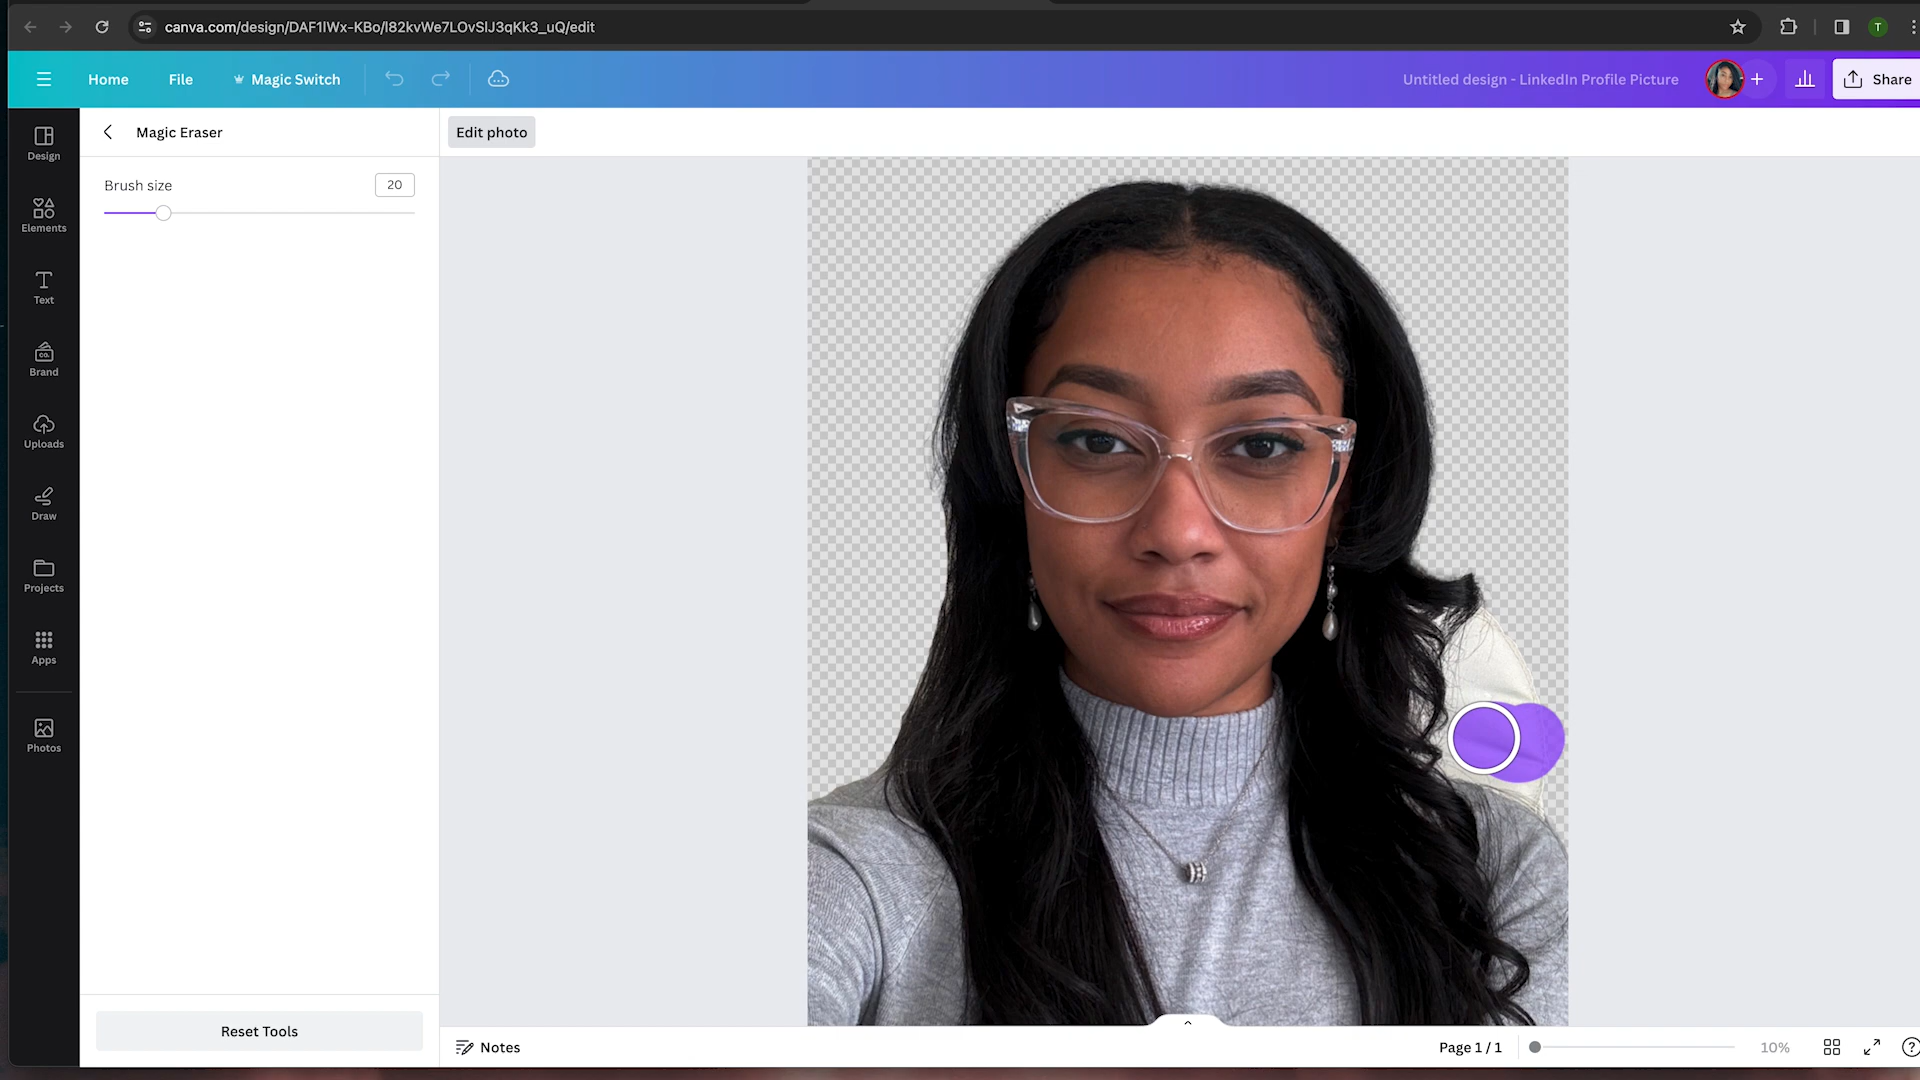 canva.com/design/DAF1lWx-KBo/l82kvWe7LOvSlJ3qKk3_uQ/edit
T
Home File Magic Switch Untitled design - LinkedIn Profile Picture Share
Magic Eraser
Edit photo
Brush size 20
Design
Elements
Text
CO.
Brand
Uploads
Draw
Projects
Apps
Photos
Reset Tools
Notes Page 1 / 1 10% ?